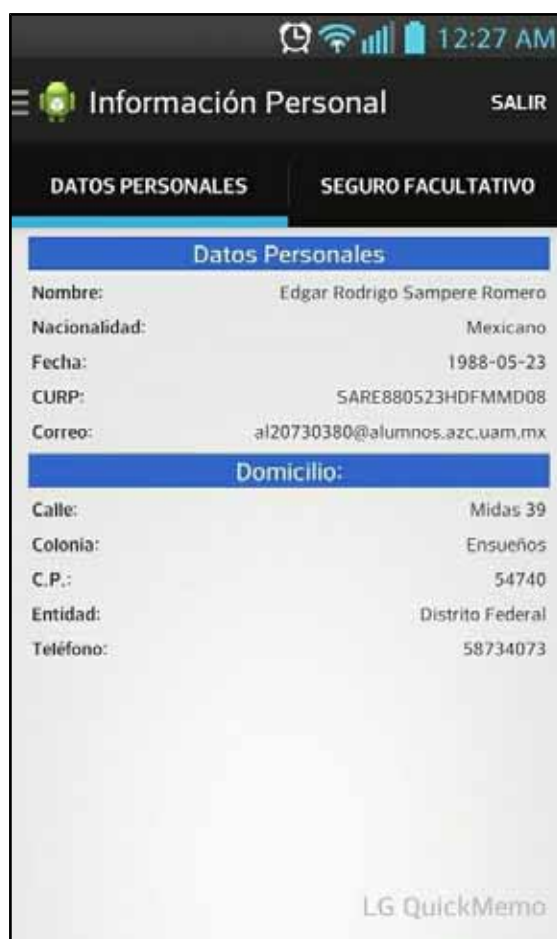 12:27 AM
Información Personal SALIR
DATOS PERSONALES SEGURO FACULTATIVO
Datos Personales
Nombre: Edgar Rodrigo Sampere Romero
Nacionalidad: Mexicano
Fecha: 1988-05-23
CURP: SARE880523HDFMMD08
Correo: al20730380@alumnos.azc.uam.mx
Domicilio:
Calle: Midas 39
Colonia: Ensueños
C.P.: 54740
Entidad: Distrito Federal
Teléfono: 58734073
LG QuickMemo